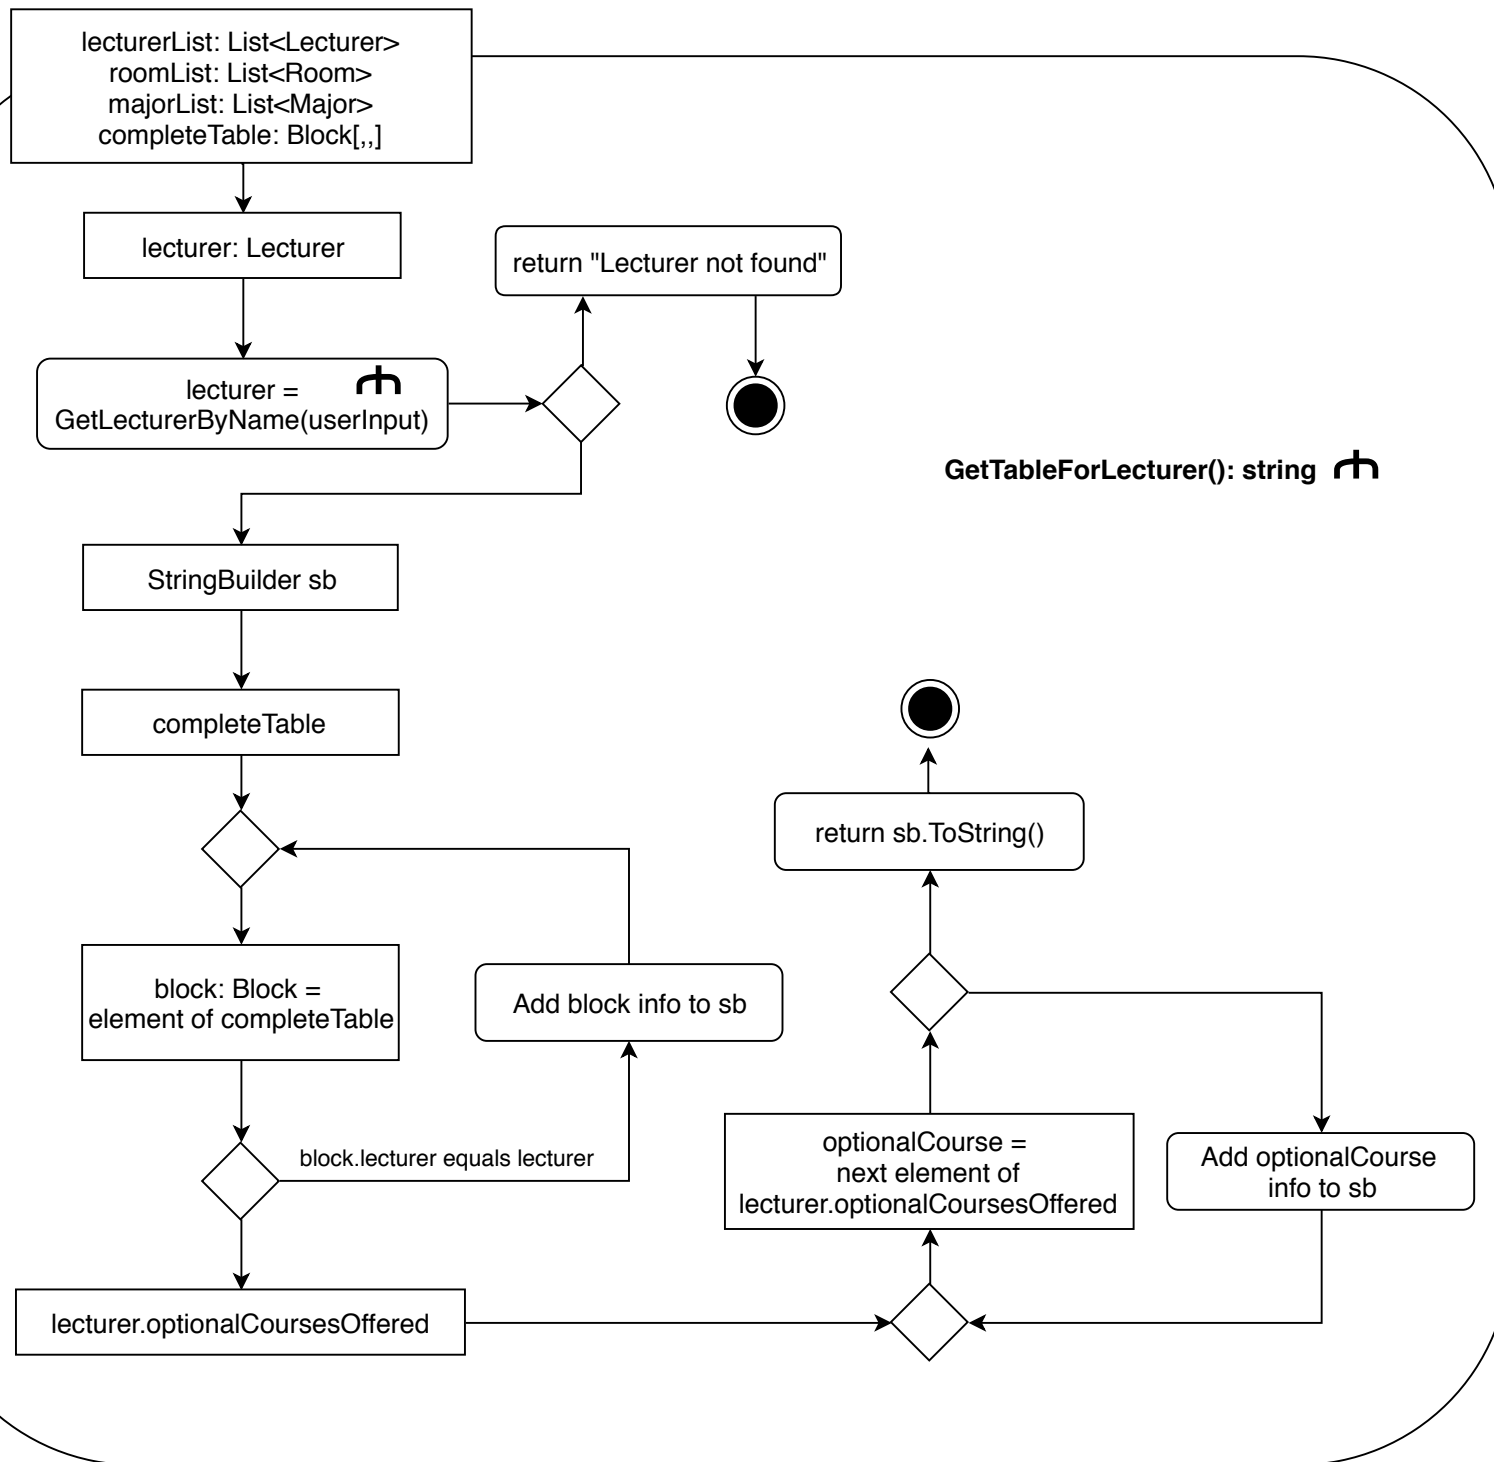 lecturerList: List<Lecturer>
roomList: List<Room>
majorList: List<Major>
completeTable: Block[,,]
lecturer: Lecturer
return "Lecturer not found"
lecturer =
GetLecturerByName(userInput)
GetTableForLecturer(): string
StringBuilder sb
completeTable
block: Block =
element of completeTable
Add block info to sb
block.lecturer equals lecturer
lecturer.optionalCoursesOffered
return sb.ToString()
optionalCourse =
next element of
lecturer.optionalCoursesOffered
Add optionalCourse
info to sb